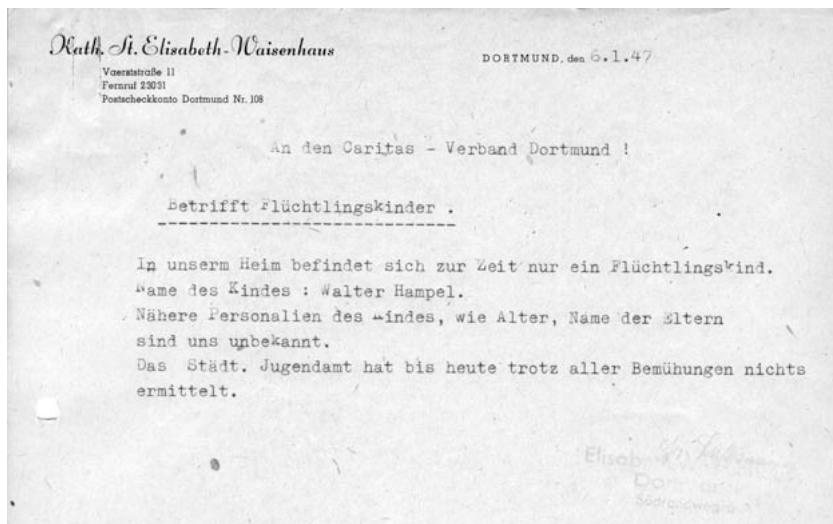 Kath. St. Elisabeth-Waisenhaus
Vaerststraße 11
Fernruf 23031
Postscheckkonto Dortmund Nr. 108
DORTMUND, den 6.1.47
An den Caritas - Verband Dortmund !
Betrifft Flüchtlingskinder .
In unserm Heim befindet sich zur Zeit nur ein Flüchtlingskind.
Name des Kindes : Walter Hampel.
Nähere Personalien des Kindes, wie Alter, Name der Eltern
sind uns unbekannt.
Das Städt. Jugendamt hat bis heute trotz aller Bemühungen nichts
ermittelt.